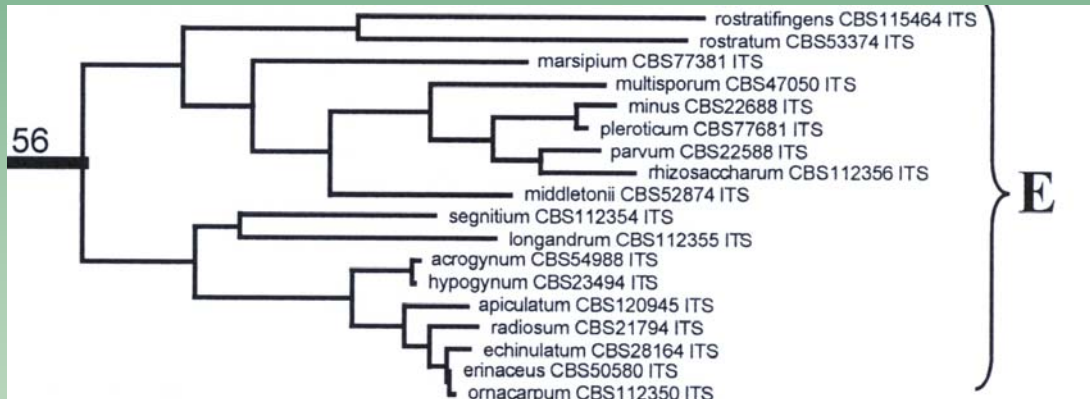 rostratifingens CBS115464 ITS
rostratum CBS53374 ITS
marsipium CBS77381 ITS
multisporum CBS47050 ITS
minus CBS22688 ITS
56
pleroticum CBS77681 ITS
parvum CBS22588 ITS
rhizosaccharum CBS112356 ITS
E
middletonii CBS52874 ITS
segnitium CBS112354 ITS
longandrum CBS112355 ITS
acrogynum CBS54988 ITS
hypogynum CBS23494 ITS
apiculatum CBS120945 ITS
radiosum CBS21794 ITS
echinulatum CBS28164 ITS
erinaceus CBS50580 ITS
ornacarpum CBS112350 ITS